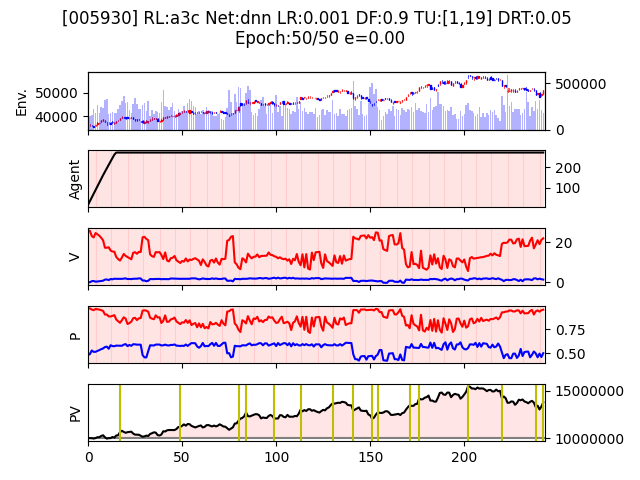 [005930] RL:a3c Net:dnn LR:0.001 DF:0.9 TU:[1,19] DRT:0.05
Epoch:50/50 e=0.00
Env.
50000
40000
500000
0
Agent
200
100
V
20
0
P
0.75
0.50
PV
15000000
10000000
0 50 100 150 200